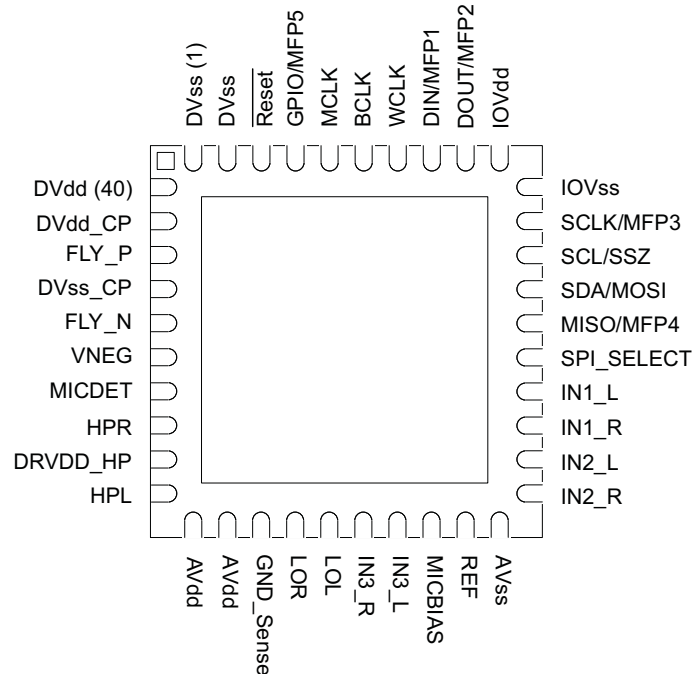 DVss (1)
DVss
Reset
GPIO/MFP5
MCLK
BCLK
WCLK
DIN/MFP1
DOUT/MFP2
IOVdd
DVdd (40)
DVdd_CP
FLY_P
DVss_CP
FLY_N
VNEG
MICDET
HPR
DRVDD_HP
HPL
IOVss
SCLK/MFP3
SCL/SSZ
SDA/MOSI
MISO/MFP4
SPI_SELECT
IN1_L
IN1_R
IN2_L
IN2_R
AVdd
AVdd
GND_Sense
LOR
LOL
IN3_R
IN3_L
MICBIAS
REF
AVss